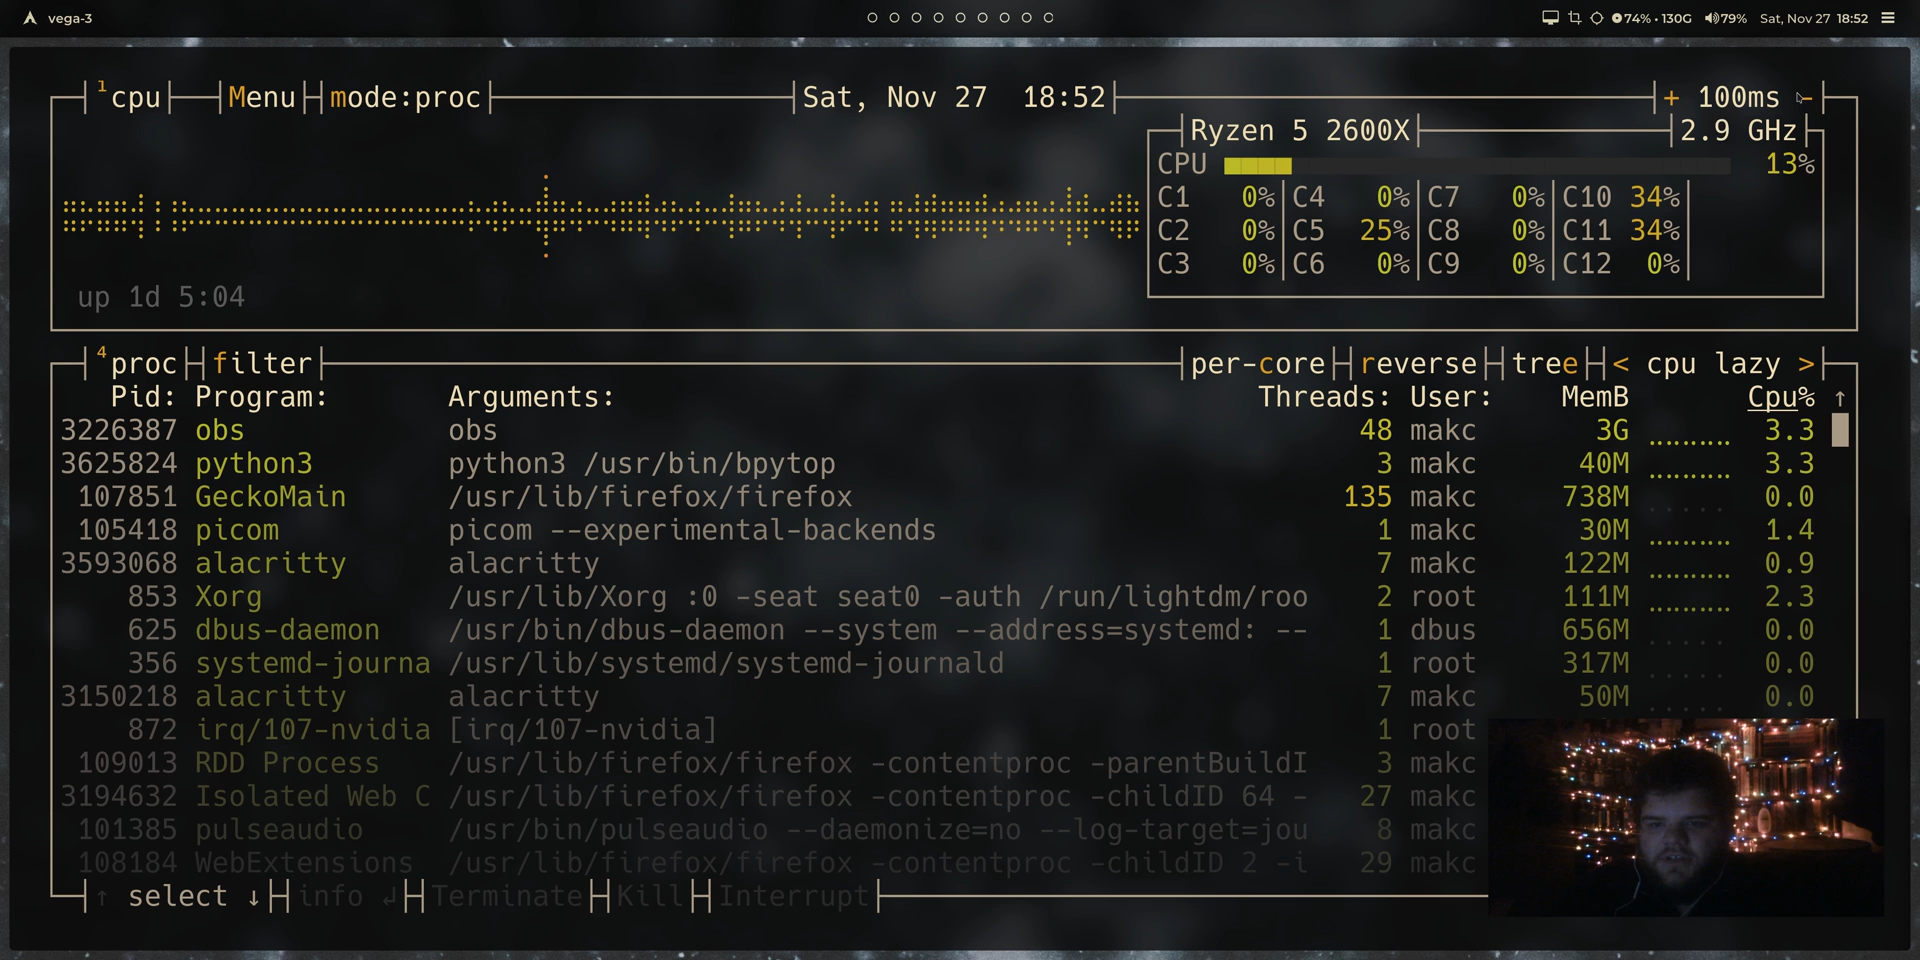 vega-3
74% • 130G 79% Sat, Nov 27 18:52
1cpu Menu mode:proc Sat, Nov 27 18:52 + 100ms -
Ryzen 5 2600X 2.9 GHz
CPU 13%
C1 0% C4 0% C7 0% C10 34%
C2 0% C5 25% C8 0% C11 34%
C3 0% C6 0% C9 0% C12 0%
up 1d 5:04
4proc filter per-core reverse tree < cpu lazy >
Pid: Program: Arguments: Threads: User: MemB Cpu% ↑
3226387 obs obs 48 makc 3G 3.3
3625824 python3 python3 /usr/bin/bpytop 3 makc 40M 3.3
107851 GeckoMain /usr/lib/firefox/firefox 135 makc 738M 0.0
105418 picom picom --experimental-backends 1 makc 30M 1.4
3593068 alacritty alacritty 7 makc 122M 0.9
853 Xorg /usr/lib/Xorg :0 -seat seat0 -auth /run/lightdm/roo 2 root 111M 2.3
625 dbus-daemon /usr/bin/dbus-daemon --system --address=systemd: -- 1 dbus 656M 0.0
356 systemd-journa /usr/lib/systemd/systemd-journald 1 root 317M 0.0
3150218 alacritty alacritty 7 makc 50M 0.0
872 irq/107-nvidia [irq/107-nvidia] 1 root
109013 RDD Process /usr/lib/firefox/firefox -contentproc -parentBuildI 3 makc
3194632 Isolated Web C /usr/lib/firefox/firefox -contentproc -childID 64 - 27 makc
101385 pulseaudio /usr/bin/pulseaudio --daemonize=no --log-target=jou 8 makc
108184 WebExtensions /usr/lib/firefox/firefox -contentproc -childID 2 -i 29 makc
↑ select ↓ info ↲ Terminate Kill Interrupt